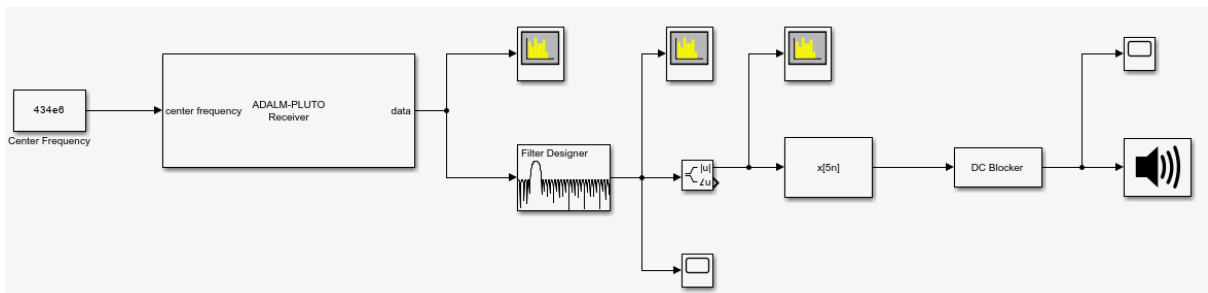 434e6
Center Frequency
center frequency
ADALM-PLUTO
Receiver
data
Filter Designer
|u|
∠u
x[5n]
DC Blocker